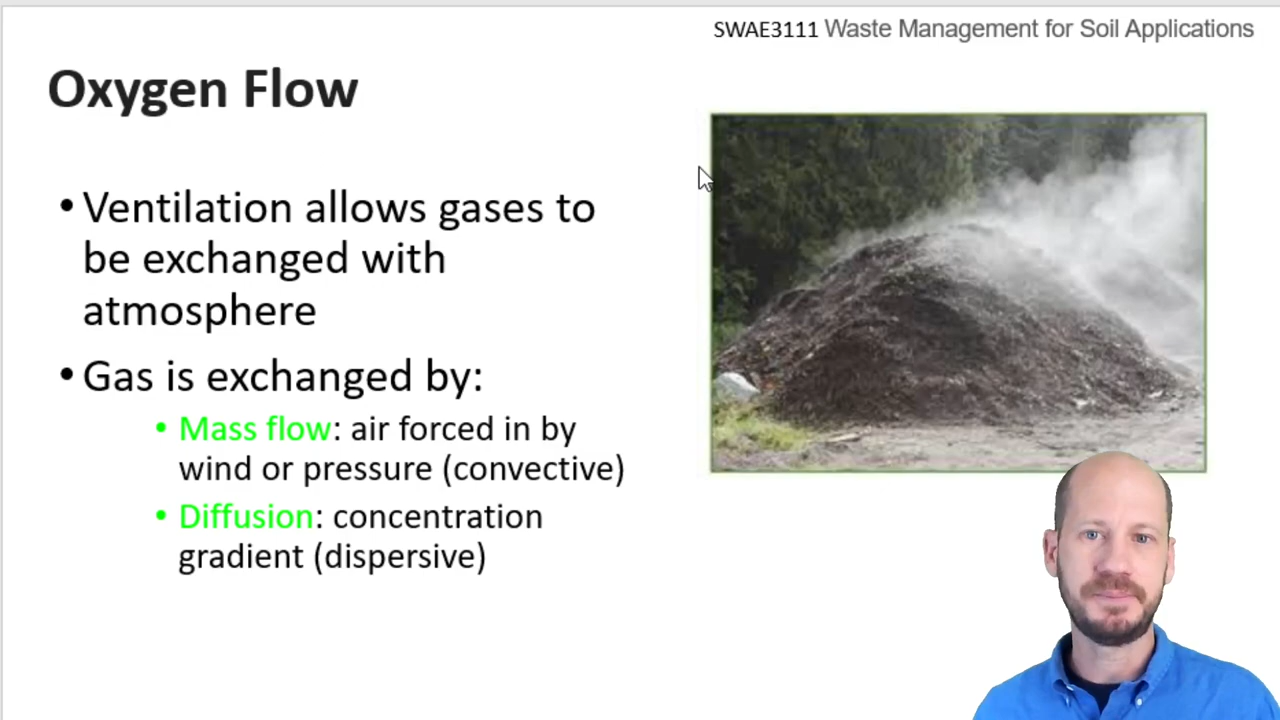 SWAE3111 Waste Management for Soil Applications
Oxygen Flow
• Ventilation allows gases to
be exchanged with
atmosphere
• Gas is exchanged by:
• Mass flow: air forced in by
wind or pressure (convective)
• Diffusion: concentration
gradient (dispersive)